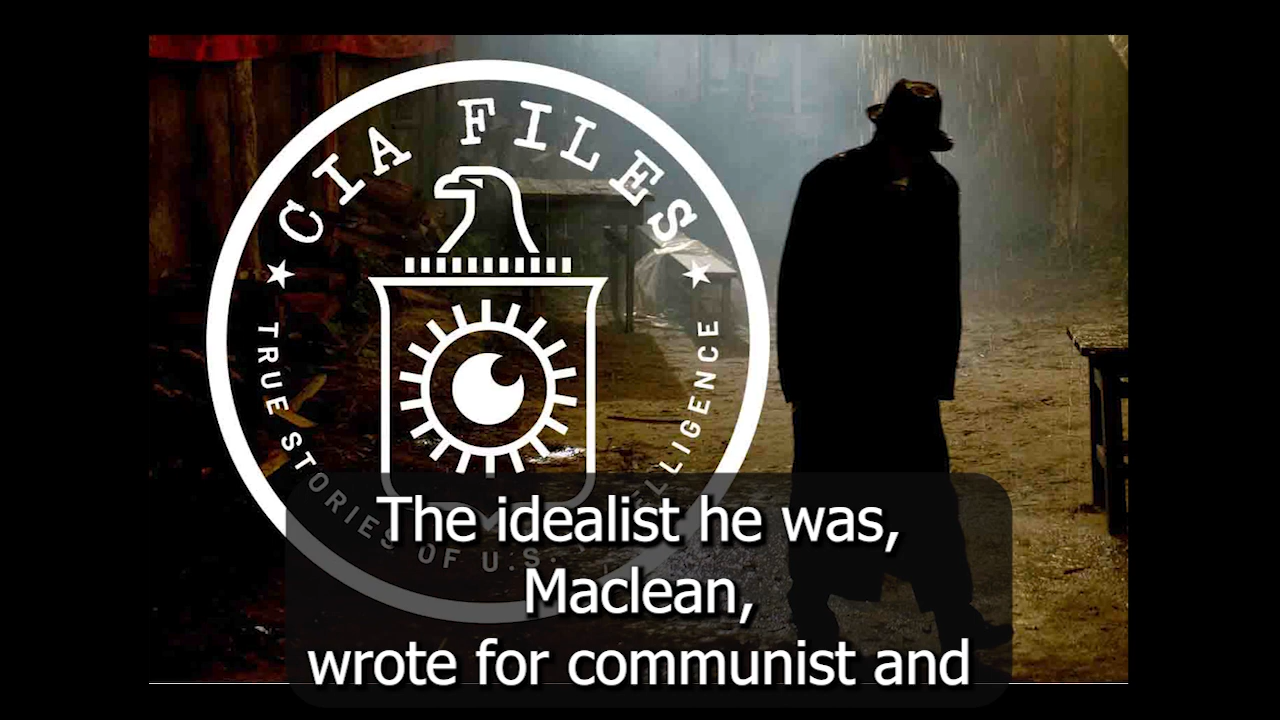 CIA FILES
TRUE STORIES OF U.S.
The idealist he was,
Maclean,
wrote for communist and